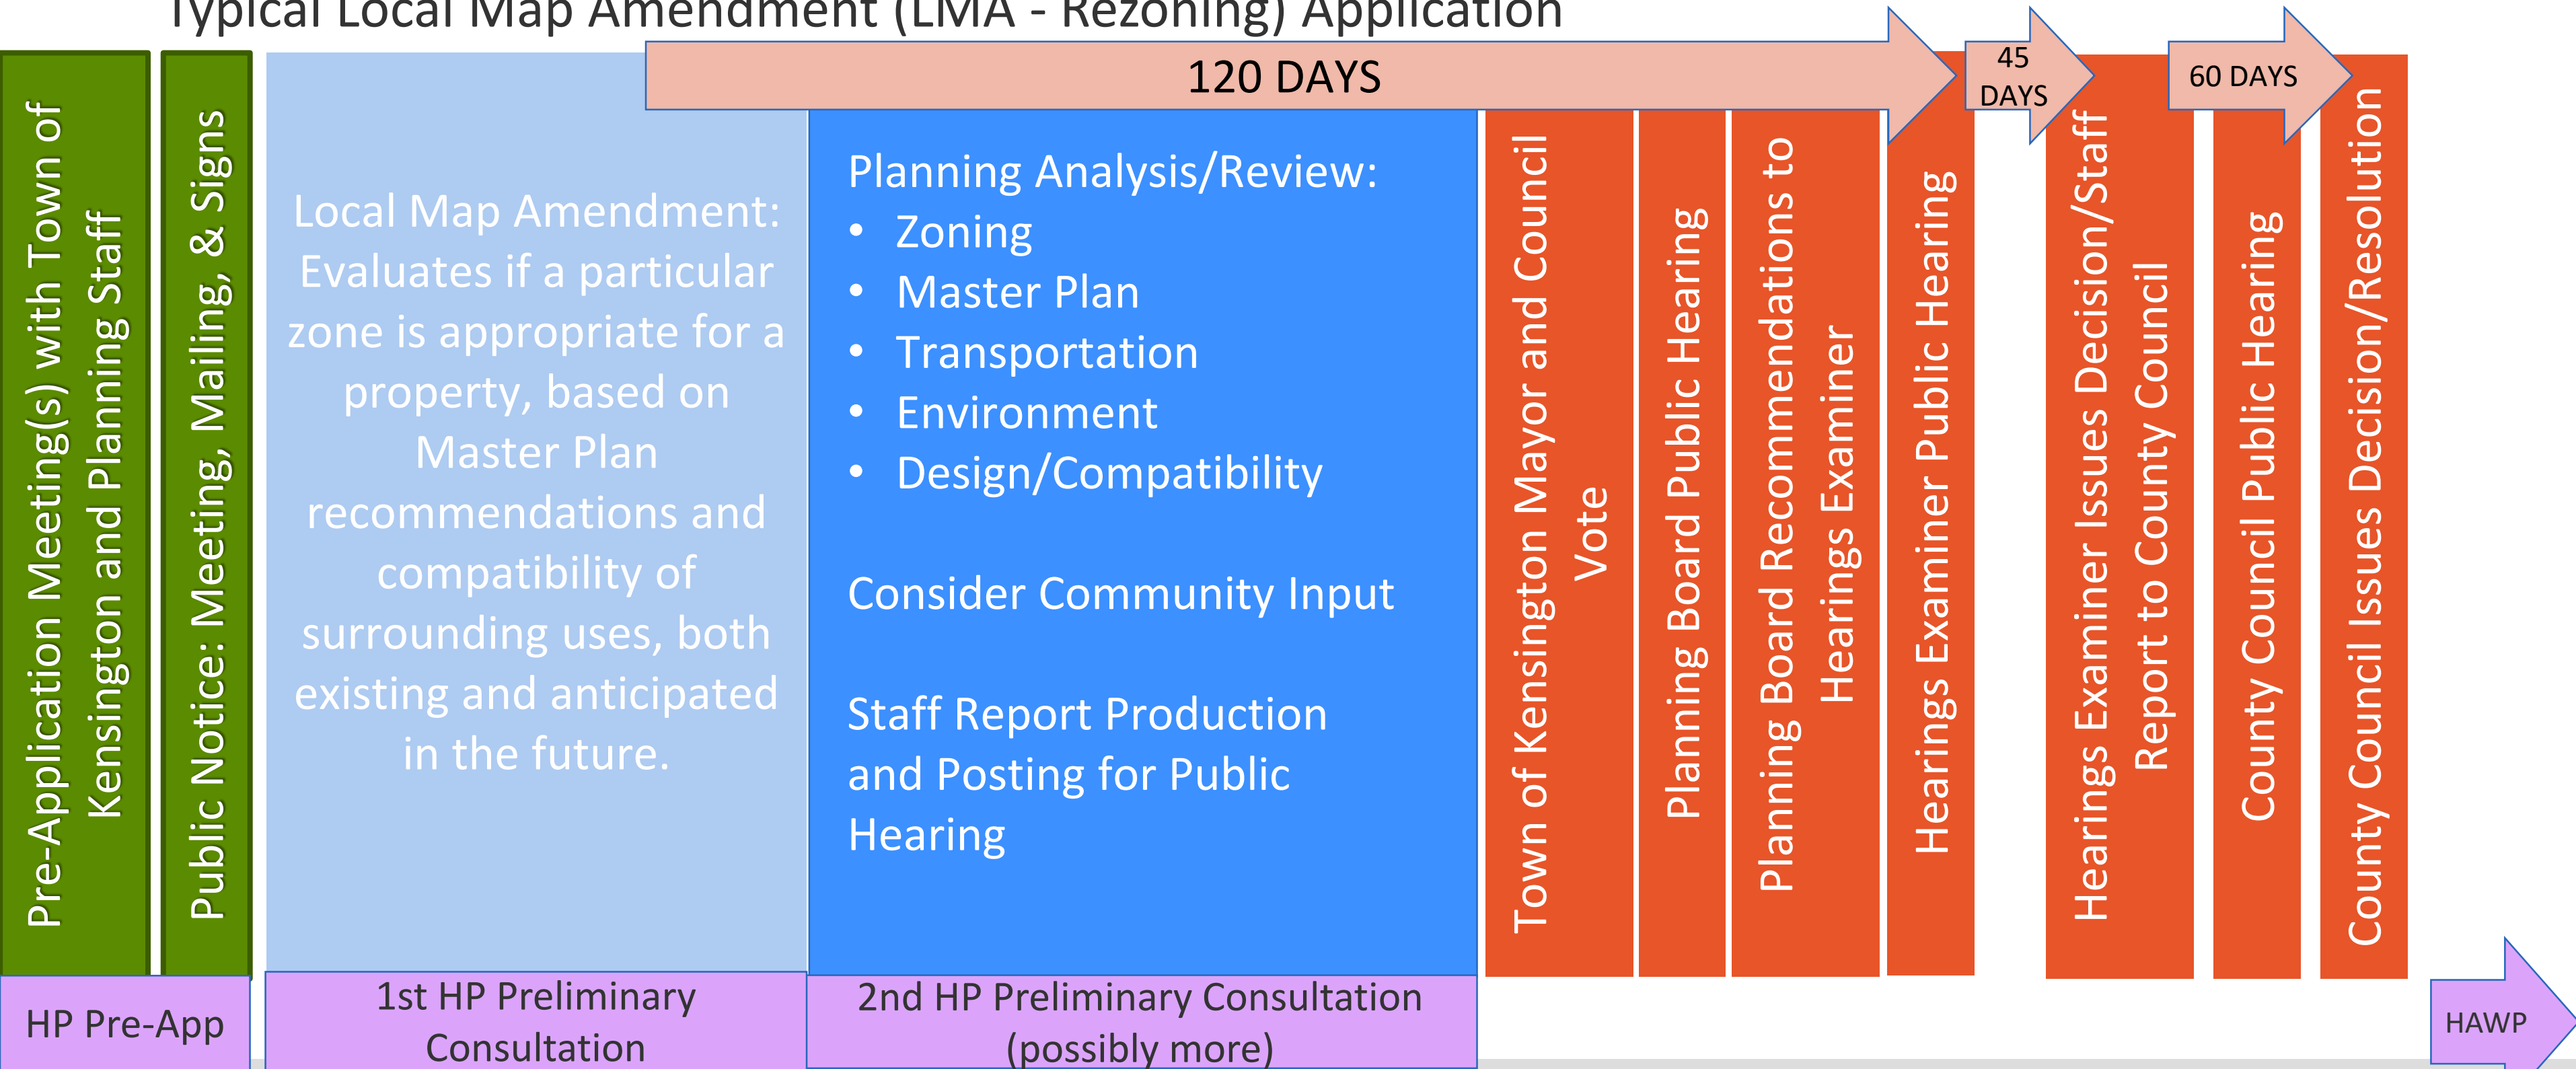 Typical Local Map Amendment (LMA - Rezoning) Application
120 DAYS
45
DAYS
60 DAYS
Pre-Application Meeting(s) with Town of
Kensington and Planning Staff
Public Notice: Meeting, Mailing, & Signs
Local Map Amendment:
Evaluates if a particular
zone is appropriate for a
property, based on
Master Plan
recommendations and
compatibility of
surrounding uses, both
existing and anticipated
in the future.
Planning Analysis/Review:
• Zoning
• Master Plan
• Transportation
• Environment
• Design/Compatibility
Consider Community Input
Staff Report Production
and Posting for Public
Hearing
Town of Kensington Mayor and Council
Vote
Planning Board Public Hearing
Planning Board Recommendations to
Hearings Examiner
Hearings Examiner Public Hearing
Hearings Examiner Issues Decision/Staff
Report to County Council
County Council Public Hearing
County Council Issues Decision/Resolution
HP Pre-App
1st HP Preliminary
Consultation
2nd HP Preliminary Consultation
(possibly more)
HAWP